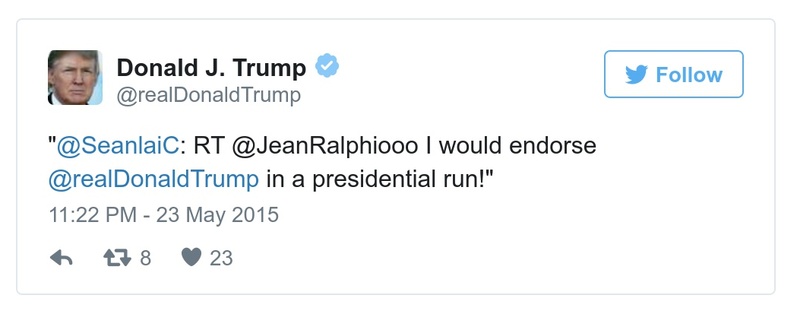 Donald J. Trump
@realDonaldTrump
Follow
"@SeanlaiC: RT @JeanRalphiooo I would endorse
@realDonaldTrump in a presidential run!"
11:22 PM - 23 May 2015
8 23